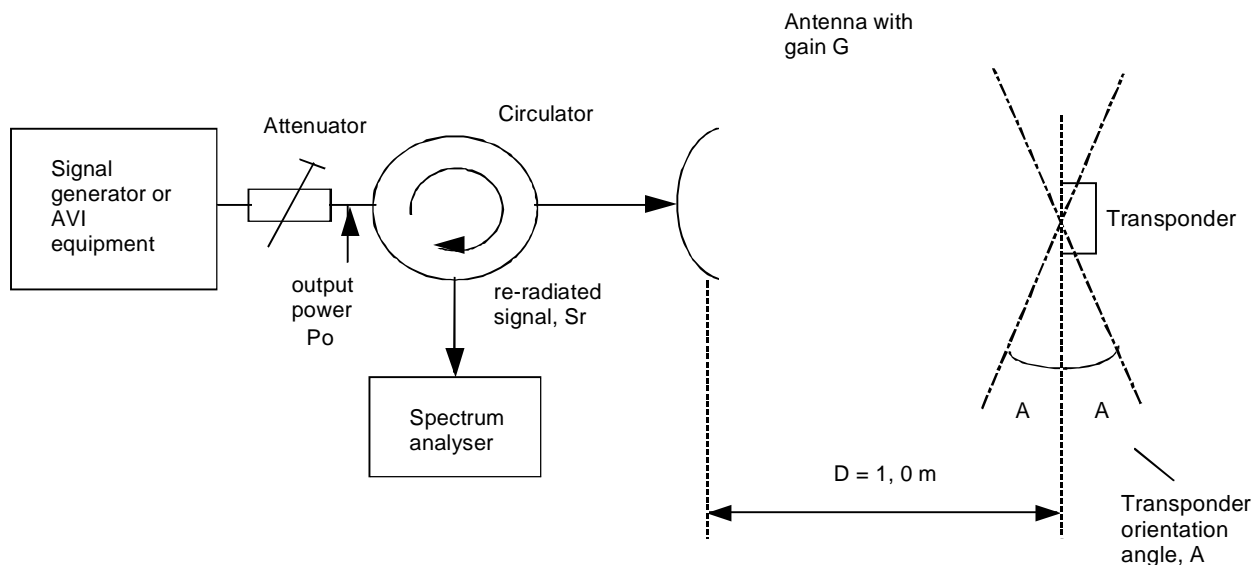 Antenna with
gain G
Attenuator
Circulator
Signal
generator or
AVI
equipment
Transponder
output
power
Po
re-radiated
signal, Sr
Spectrum
analyser
A
A
D = 1, 0 m
Transponder
orientation
angle, A